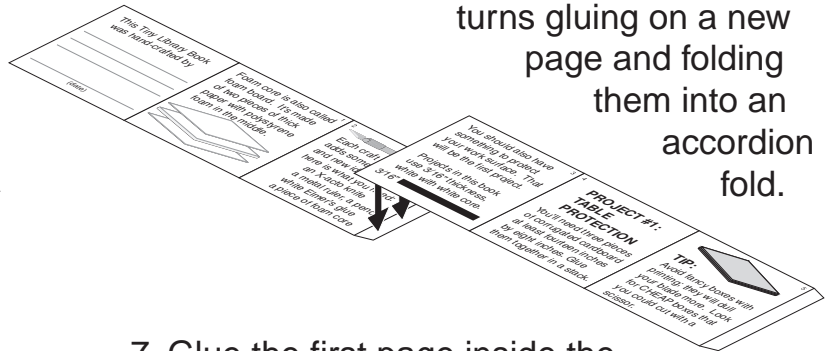 turns gluing on a new
page and folding
them into an
accordion
fold.
This Tiny Library Book
was hand-crafted by
(date)
1
Foam core is also called
foam board. It's made
of two pieces of thick
paper with polystyrene
foam in the middle.
2
Each craft
adds some
and new
here is what you
an X-acto knife
a metal ruler, a
white Elmer's glue
a piece of foam core
You should also have
something to protect
you work surface. That
will be the first project.
Projects in this book
use 3/16" thickness,
white with white core.
3/16"
3
4
PROJECT #1:
TABLE
PROTECTION
You'll need three pieces
of corrugated cardboard
at least fourteen inches
by eight inches. Glue
them together in a stack.
5
TIP:
Avoid fancy boxes with
printing; they will dull
your blade more. Look
for CHEAP boxes that
you could cut with a
scissor.
7. Glue the first page inside the